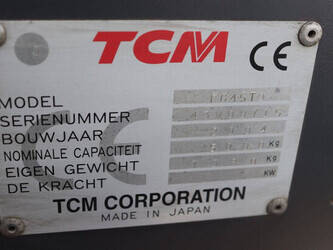 TCM CE
MODEL
SERIENUMMER
BOUWJAAR
NOMINALE CAPACITEIT Kg
EIGEN GEWICHT Kg
DE KRACHT KW
TCM CORPORATION
MADE IN JAPAN